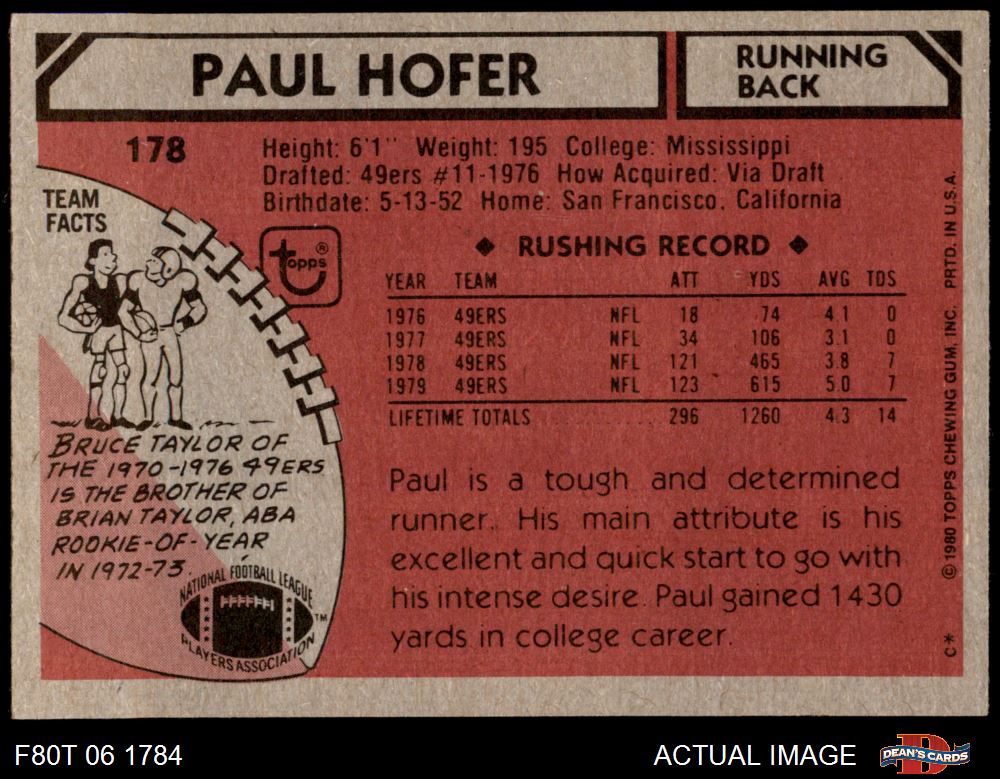 PAUL HOFER
RUNNING
BACK
178
Height: 6'1" Weight: 195 College: Mississippi
Drafted: 49ers #11-1976 How Acquired: Via Draft
Birthdate: 5-13-52 Home: San Francisco, California
TEAM
FACTS
topps ®
◆ RUSHING RECORD ◆
YEAR TEAM ATT YDS AVG TDS
1976 49ERS NFL 18 74 4.1 0
1977 49ERS NFL 34 106 3.1 0
1978 49ERS NFL 121 465 3.8 7
1979 49ERS NFL 123 615 5.0 7
LIFETIME TOTALS 296 1260 4.3 14
BRUCE TAYLOR OF
THE 1970-1976 49ERS
IS THE BROTHER OF
BRIAN TAYLOR, ABA
ROOKIE-OF-YEAR
IN 1972-73.
NATIONAL FOOTBALL LEAGUE
PLAYERS ASSOCIATION
TM
Paul is a tough and determined
runner. His main attribute is his
excellent and quick start to go with
his intense desire. Paul gained 1430
yards in college career.
© 1980 TOPPS CHEWING GUM, INC. PRTD. IN U.S.A.
C*
F80T 06 1784
ACTUAL IMAGE
DEAN'S CARDS